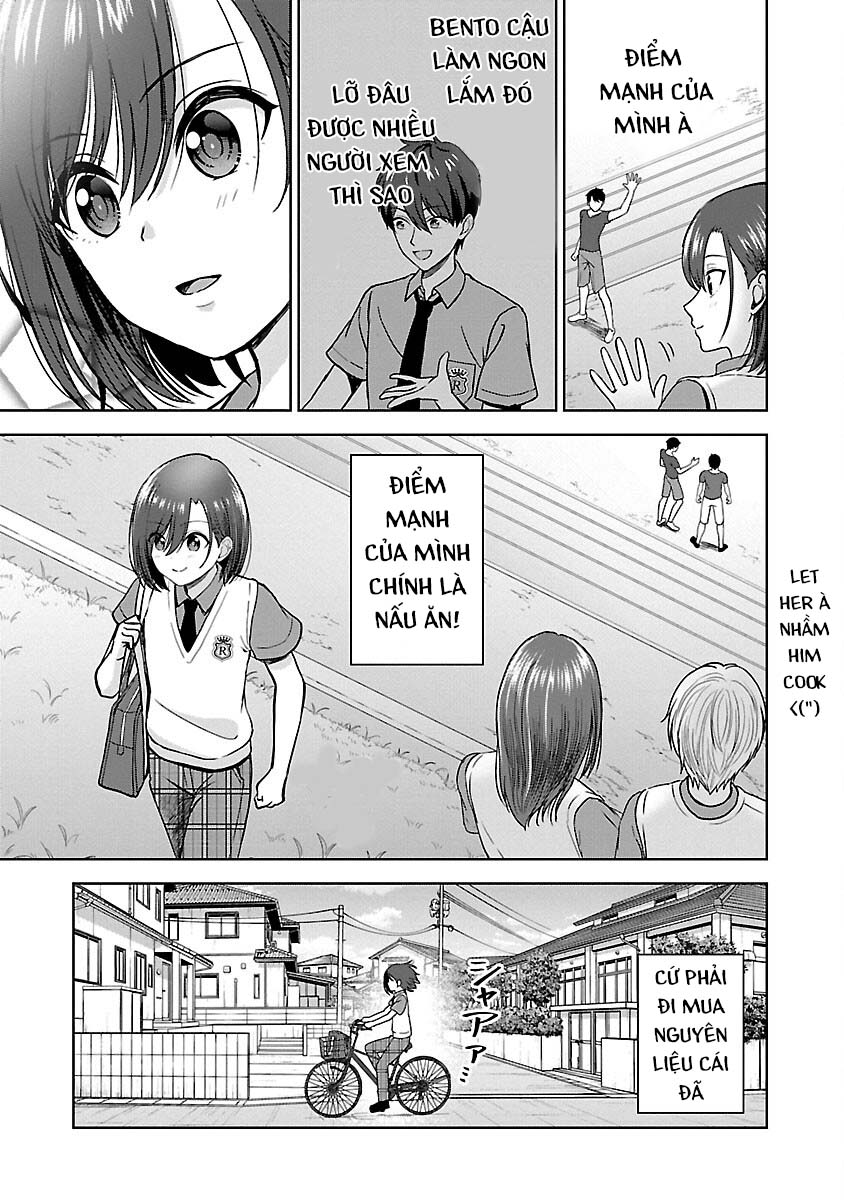 ĐIỂM
MẠNH CỦA
MÌNH À
BENTO CẬU
LÀM NGON
LẮM ĐÓ
LỠ ĐÂU
ĐƯỢC NHIỀU
NGƯỜI XEM
THÌ SAO
R
ĐIỂM
MẠNH
CỦA MÌNH
CHÍNH LÀ
NẤU ĂN!
R
LET
HER À
NHẦM
HIM
COOK
<(")
CỨ PHẢI
ĐI MUA
NGUYÊN
LIỆU CÁI
ĐÃ
シャアァ